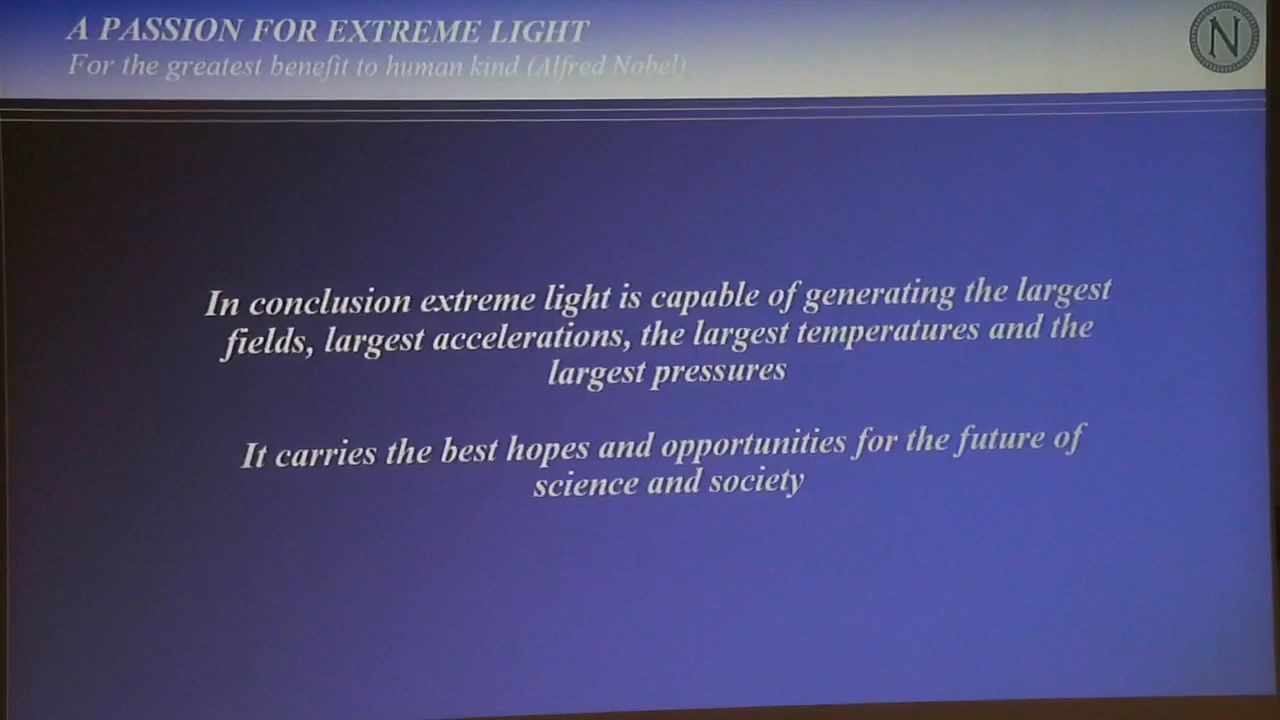 A PASSION FOR EXTREME LIGHT
For the greatest benefit to human kind (Alfred Nobel)
N
In conclusion extreme light is capable of generating the largest
fields, largest accelerations, the largest temperatures and the
largest pressures
It carries the best hopes and opportunities for the future of
science and society